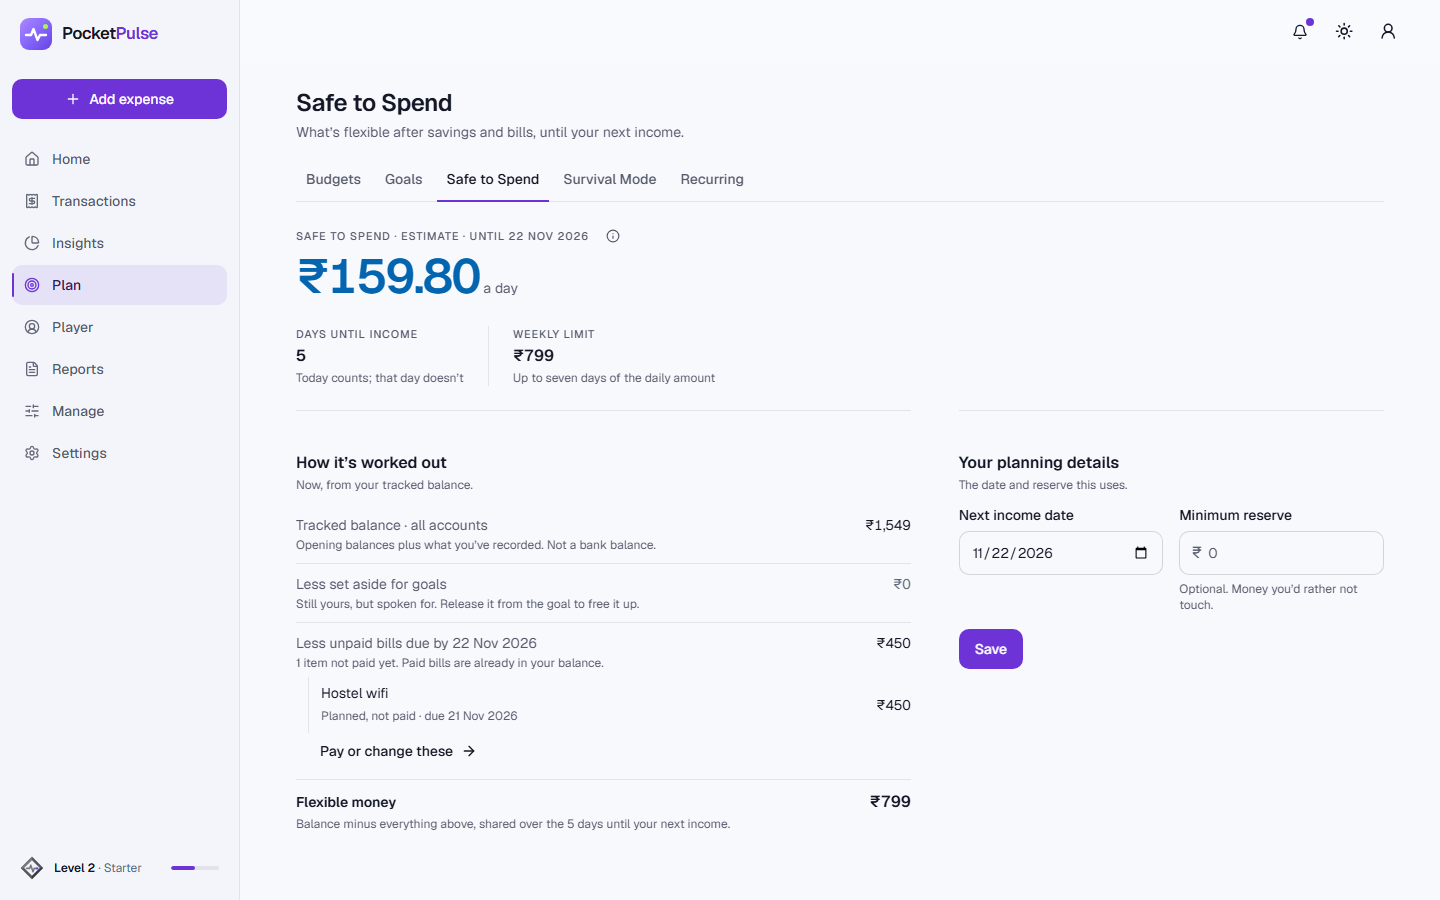 PocketPulse
Add expense
Home
Transactions
Insights
Plan
Player
Reports
Manage
Settings
Level 2 · Starter
Safe to Spend
What’s flexible after savings and bills, until your next income.
Budgets Goals Safe to Spend Survival Mode Recurring
SAFE TO SPEND · ESTIMATE · UNTIL 22 NOV 2026
₹159.80 a day
DAYS UNTIL INCOME
5
Today counts; that day doesn’t
WEEKLY LIMIT
₹799
Up to seven days of the daily amount
How it’s worked out
Now, from your tracked balance.
Tracked balance · all accounts ₹1,549
Opening balances plus what you’ve recorded. Not a bank balance.
Less set aside for goals ₹0
Still yours, but spoken for. Release it from the goal to free it up.
Less unpaid bills due by 22 Nov 2026 ₹450
1 item not paid yet. Paid bills are already in your balance.
Hostel wifi ₹450
Planned, not paid · due 21 Nov 2026
Pay or change these
Flexible money ₹799
Balance minus everything above, shared over the 5 days until your next income.
Your planning details
The date and reserve this uses.
Next income date
11/22/2026
Minimum reserve
₹ 0
Optional. Money you’d rather not
touch.
Save